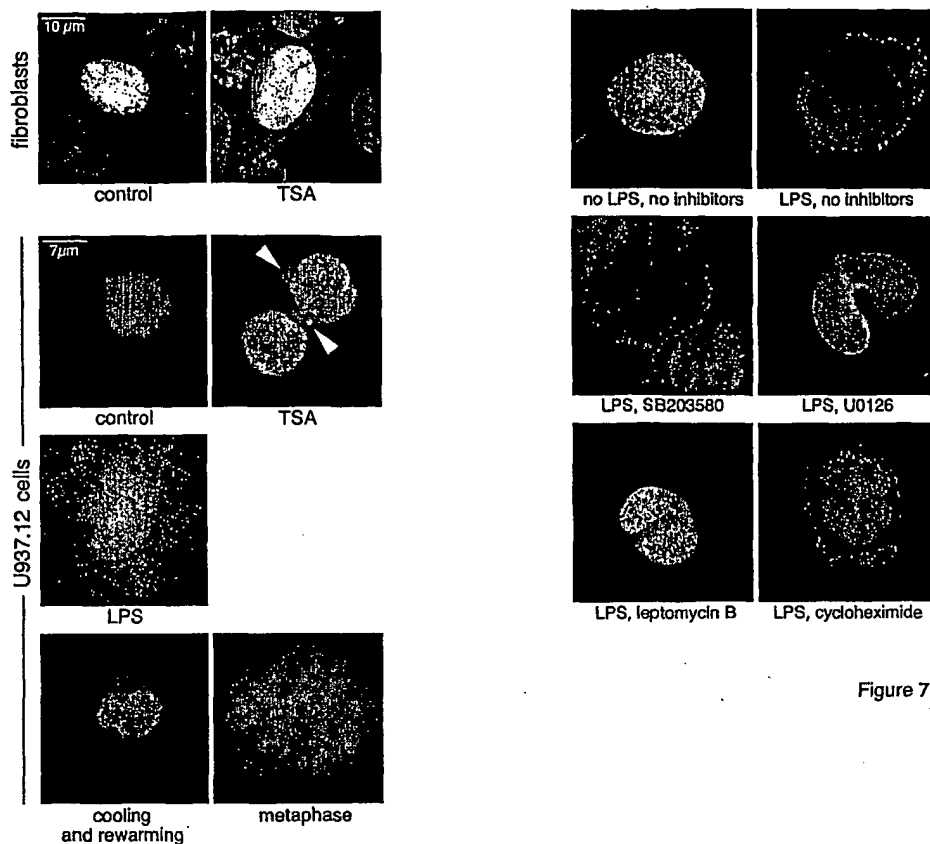 fibroblasts
10 µm
control
TSA
U937.12 cells
7µm
control
TSA
LPS
cooling
and rewarming
metaphase
no LPS, no inhibitors
LPS, no inhibitors
LPS, SB203580
LPS, U0126
LPS, leptomycin B
LPS, cycloheximide
Figure 7